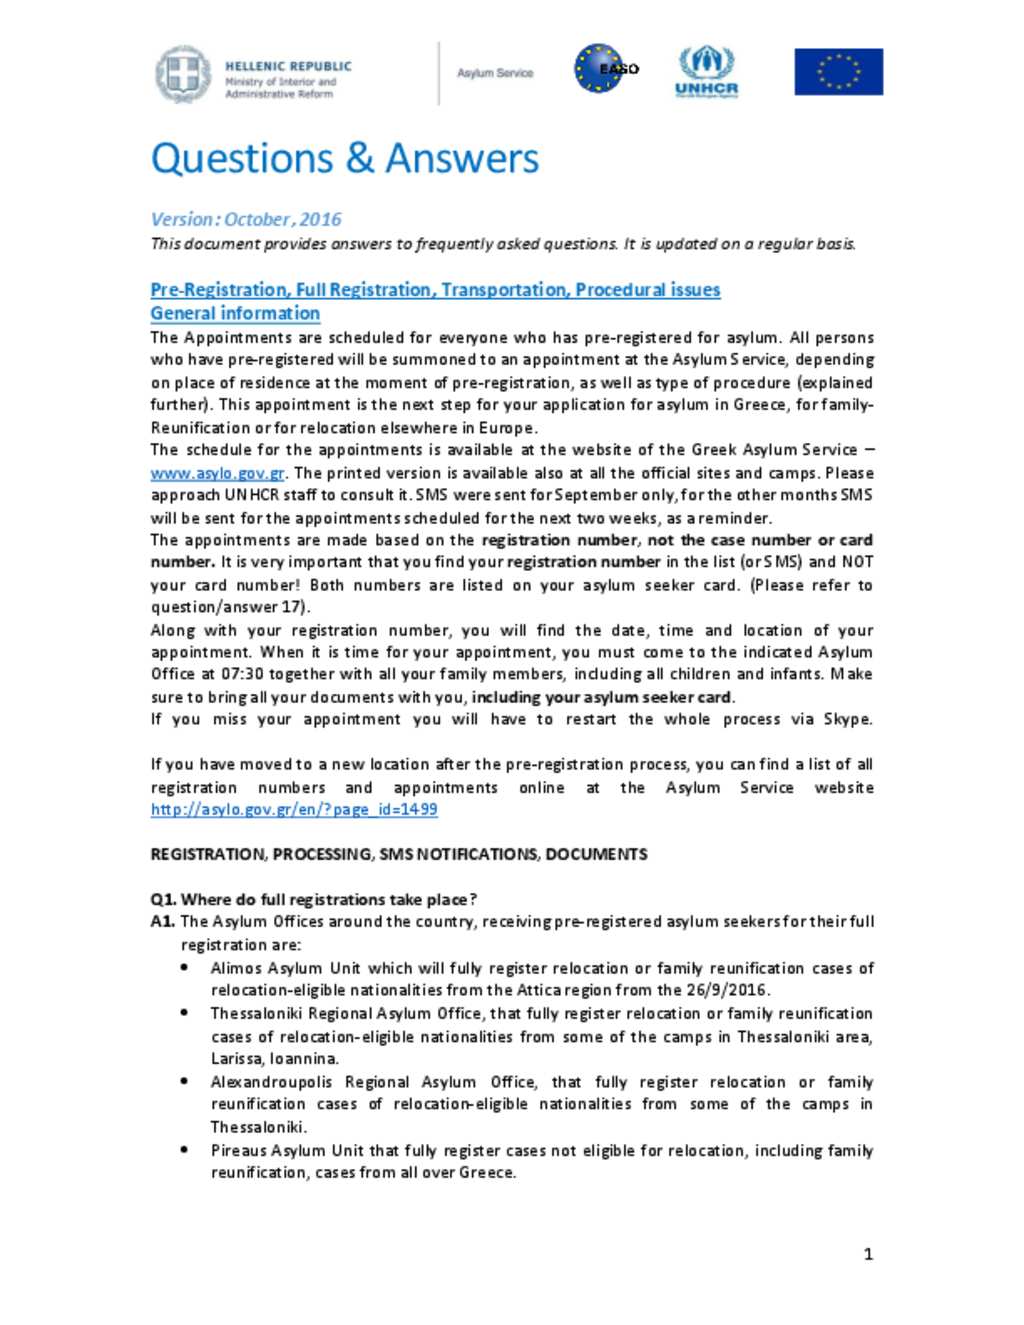 HELLENIC REPUBLIC
Ministry of Interior and
Administrative Reform
Asylum Service
EASO
UNHCR
Questions & Answers
Version: October, 2016
This document provides answers to frequently asked questions. It is updated on a regular basis.
Pre-Registration, Full Registration, Transportation, Procedural issues
General information
The Appointments are scheduled for everyone who has pre-registered for asylum. All persons
who have pre-registered will be summoned to an appointment at the Asylum Service, depending
on place of residence at the moment of pre-registration, as well as type of procedure (explained
further). This appointment is the next step for your application for asylum in Greece, for family-
Reunification or for relocation elsewhere in Europe.
The schedule for the appointments is available at the website of the Greek Asylum Service –
www.asylo.gov.gr. The printed version is available also at all the official sites and camps. Please
approach UNHCR staff to consult it. SMS were sent for September only, for the other months SMS
will be sent for the appointments scheduled for the next two weeks, as a reminder.
The appointments are made based on the registration number, not the case number or card
number. It is very important that you find your registration number in the list (or SMS) and NOT
your card number! Both numbers are listed on your asylum seeker card. (Please refer to
question/answer 17).
Along with your registration number, you will find the date, time and location of your
appointment. When it is time for your appointment, you must come to the indicated Asylum
Office at 07:30 together with all your family members, including all children and infants. Make
sure to bring all your documents with you, including your asylum seeker card.
If you miss your appointment you will have to restart the whole process via Skype.
If you have moved to a new location after the pre-registration process, you can find a list of all
registration numbers and appointments online at the Asylum Service website
http://asylo.gov.gr/en/?page_id=1499
REGISTRATION, PROCESSING, SMS NOTIFICATIONS, DOCUMENTS
Q1. Where do full registrations take place?
A1. The Asylum Offices around the country, receiving pre-registered asylum seekers for their full
registration are:
• Alimos Asylum Unit which will fully register relocation or family reunification cases of
relocation-eligible nationalities from the Attica region from the 26/9/2016.
• Thessaloniki Regional Asylum Office, that fully register relocation or family reunification
cases of relocation-eligible nationalities from some of the camps in Thessaloniki area,
Larissa, Ioannina.
• Alexandroupolis Regional Asylum Office, that fully register relocation or family
reunification cases of relocation-eligible nationalities from some of the camps in
Thessaloniki.
• Pireaus Asylum Unit that fully register cases not eligible for relocation, including family
reunification, cases from all over Greece.
1